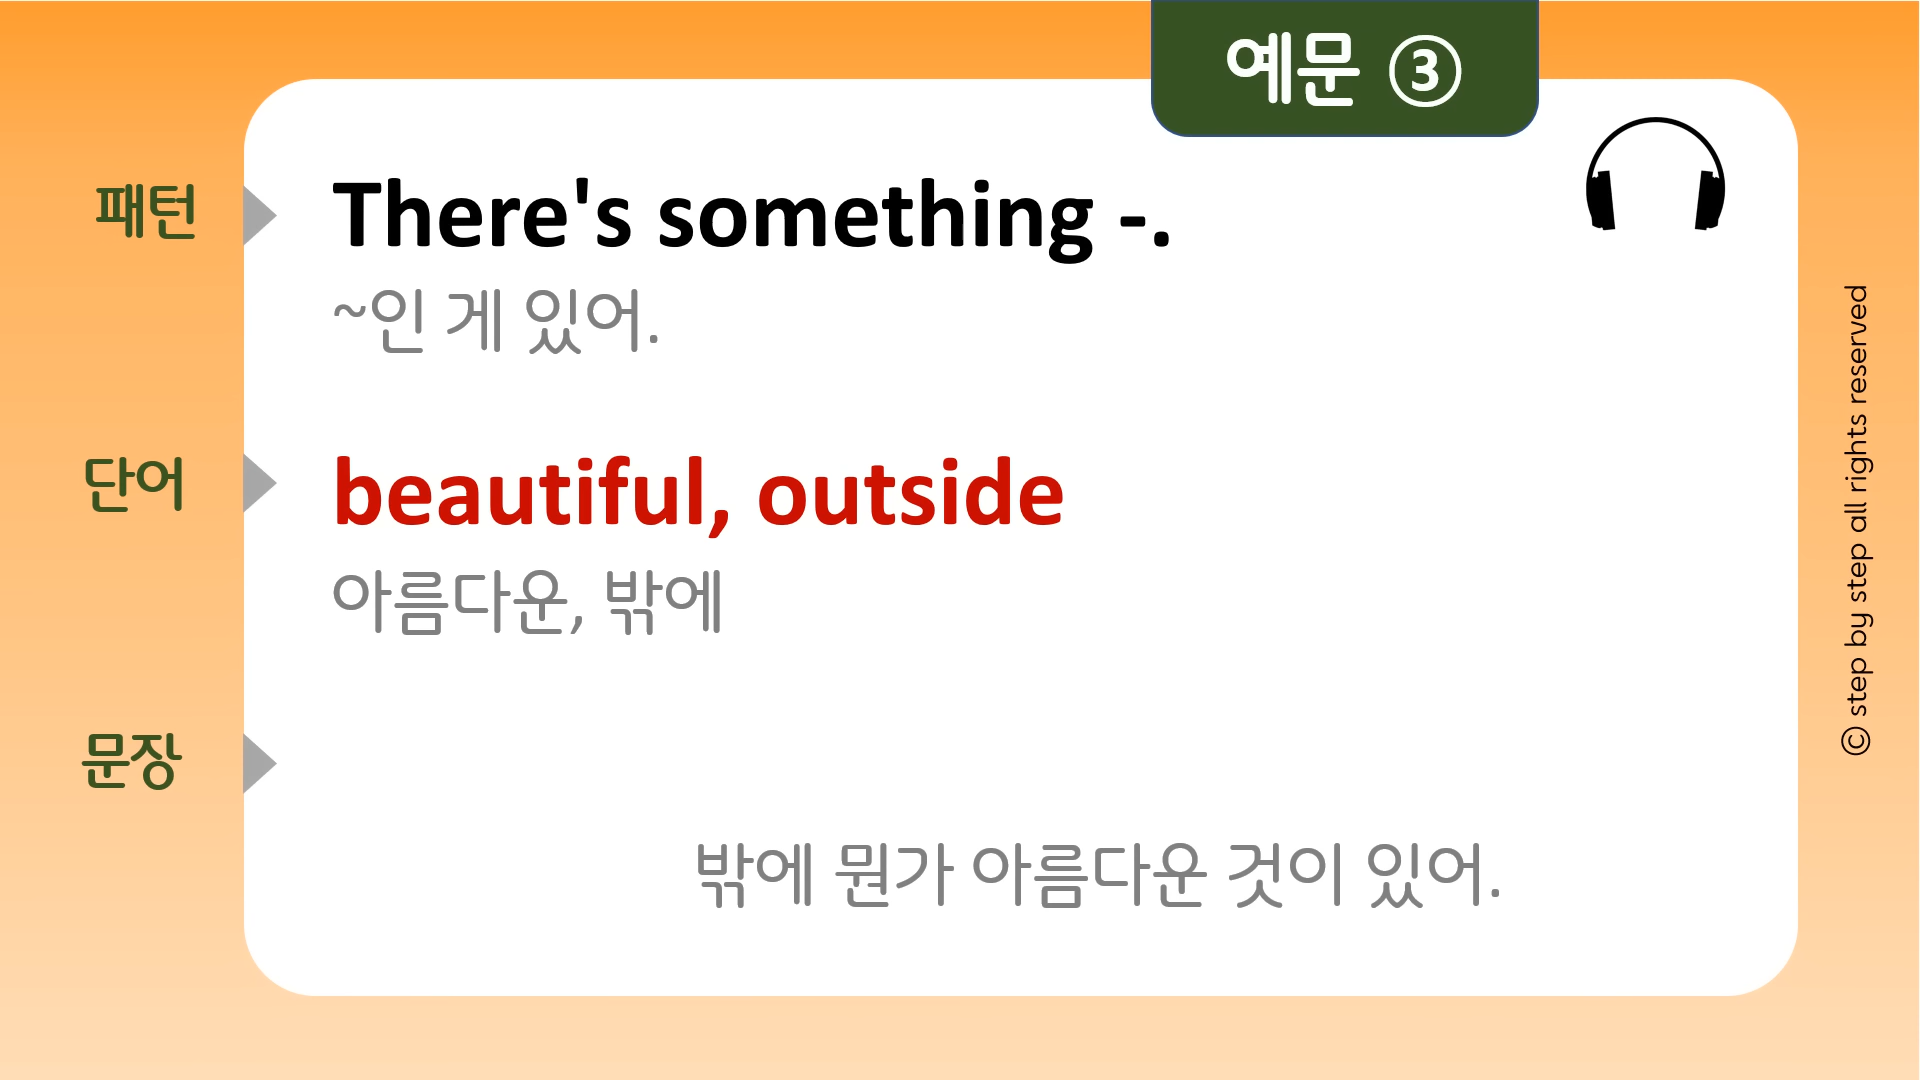 예문 ③
패턴
There's something -.
~인 게 있어.
단어
beautiful, outside
아름다운, 밖에
문장
밖에 뭔가 아름다운 것이 있어.
© step by step all rights reserved